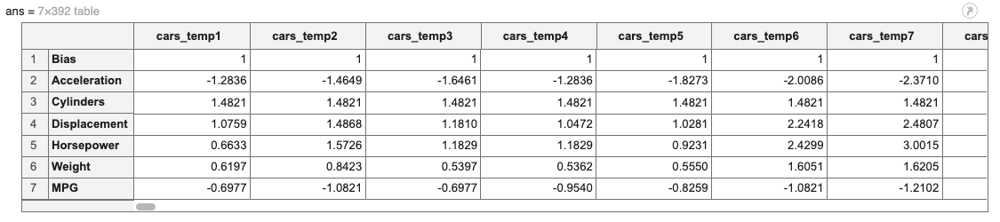 ans = 7×392 table
cars_temp1 cars_temp2 cars_temp3 cars_temp4 cars_temp5 cars_temp6 cars_temp7 cars
1 Bias 1 1 1 1 1 1 1
2 Acceleration -1.2836 -1.4649 -1.6461 -1.2836 -1.8273 -2.0086 -2.3710
3 Cylinders 1.4821 1.4821 1.4821 1.4821 1.4821 1.4821 1.4821
4 Displacement 1.0759 1.4868 1.1810 1.0472 1.0281 2.2418 2.4807
5 Horsepower 0.6633 1.5726 1.1829 1.1829 0.9231 2.4299 3.0015
6 Weight 0.6197 0.8423 0.5397 0.5362 0.5550 1.6051 1.6205
7 MPG -0.6977 -1.0821 -0.6977 -0.9540 -0.8259 -1.0821 -1.2102